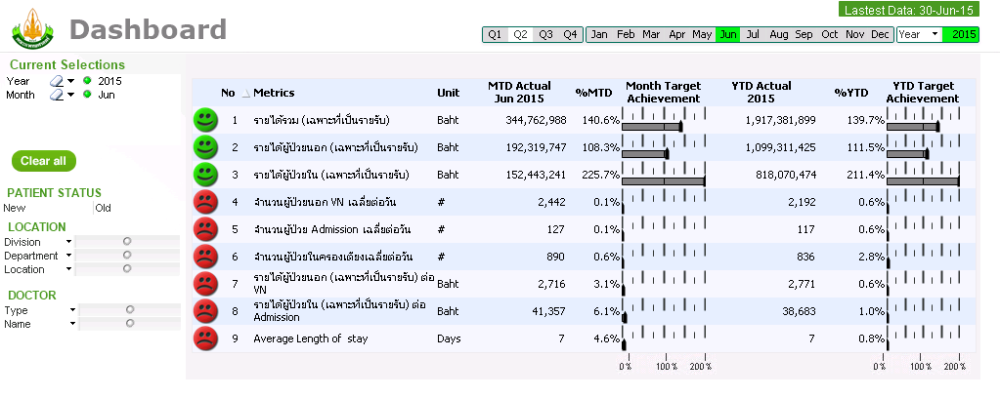 Lastest Data: 30-Jun-15
Dashboard
Q1 Q2 Q3 Q4 Jan Feb Mar Apr May Jun Jul Aug Sep Oct Nov Dec Year 2015
Current Selections
Year 2015
Month Jun
Clear all
PATIENT STATUS
New Old
LOCATION
Division
Department
Location
DOCTOR
Type
Name
No Metrics Unit MTD Actual Jun 2015 %MTD Month Target Achievement YTD Actual 2015 %YTD YTD Target Achievement
1 รายได้รวม (เฉพาะที่เป็นรายรับ) Baht 344,762,988 140.6% 1,917,381,899 139.7%
2 รายได้ผู้ป่วยนอก (เฉพาะที่เป็นรายรับ) Baht 192,319,747 108.3% 1,099,311,425 111.5%
3 รายได้ผู้ป่วยใน (เฉพาะที่เป็นรายรับ) Baht 152,443,241 225.7% 818,070,474 211.4%
4 จำนวนผู้ป่วยนอก VN เฉลี่ยต่อวัน # 2,442 0.1% 2,192 0.6%
5 จำนวนผู้ป่วย Admission เฉลี่ยต่อวัน # 127 0.1% 117 0.6%
6 จำนวนผู้ป่วยในครองเตียงเฉลี่ยต่อวัน # 890 0.6% 836 2.8%
7 รายได้ผู้ป่วยนอก (เฉพาะที่เป็นรายรับ) ต่อ VN Baht 2,716 3.1% 2,771 0.6%
8 รายได้ผู้ป่วยใน (เฉพาะที่เป็นรายรับ) ต่อ Admission Baht 41,357 6.1% 38,683 1.0%
9 Average Length of stay Days 7 4.6% 7 0.8%
0 % 100 % 200 % 0 % 100 % 200 %